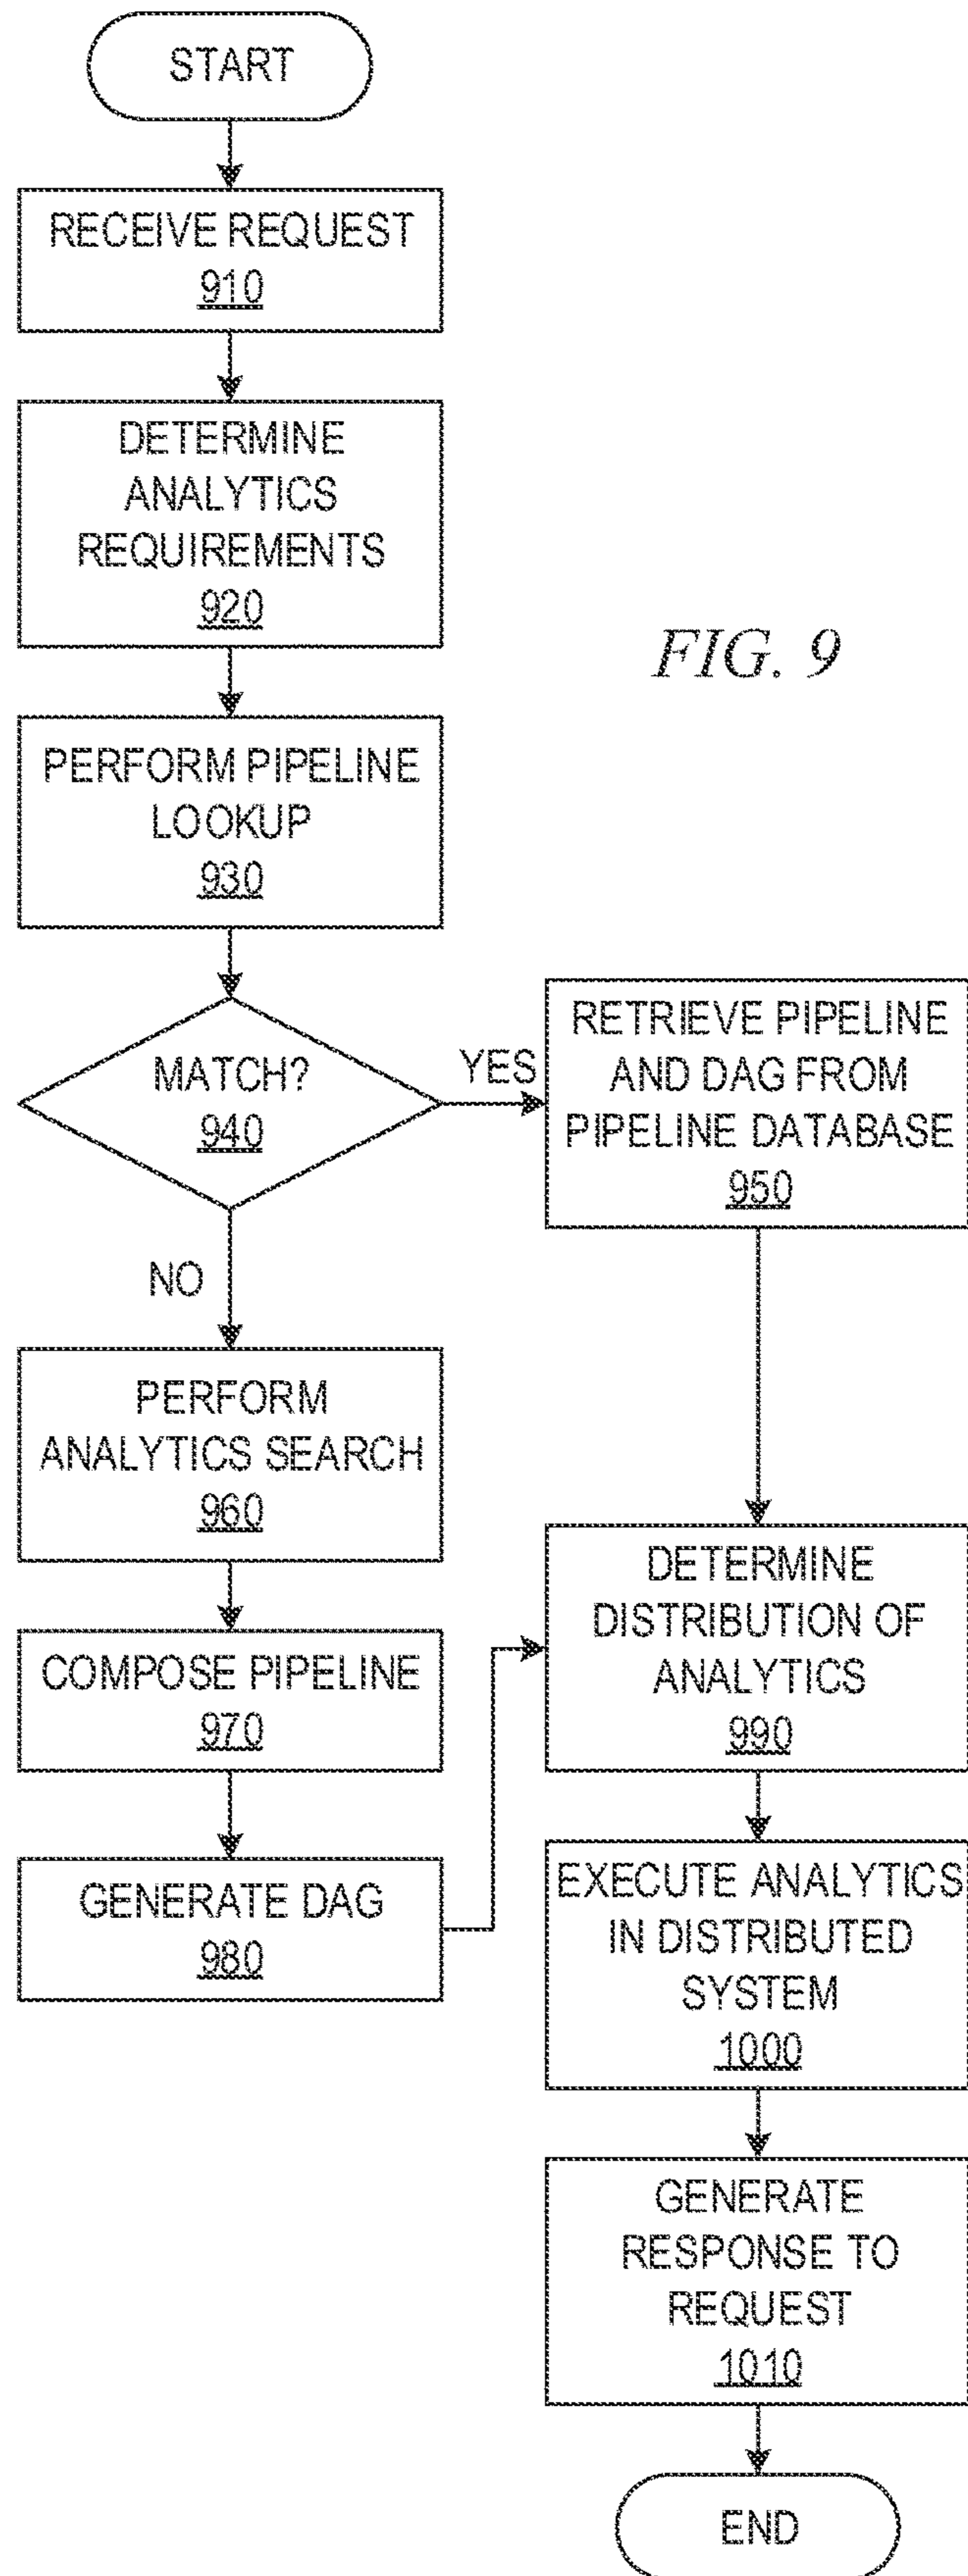 START
RECEIVE REQUEST
910
DETERMINE
ANALYTICS
REQUIREMENTS
920
FIG. 9
PERFORM PIPELINE
LOOKUP
930
MATCH?
940
YES
RETRIEVE PIPELINE
AND DAG FROM
PIPELINE DATABASE
950
NO
PERFORM
ANALYTICS SEARCH
960
COMPOSE PIPELINE
970
GENERATE DAG
980
DETERMINE
DISTRIBUTION OF
ANALYTICS
990
EXECUTE ANALYTICS
IN DISTRIBUTED
SYSTEM
1000
GENERATE
RESPONSE TO
REQUEST
1010
END